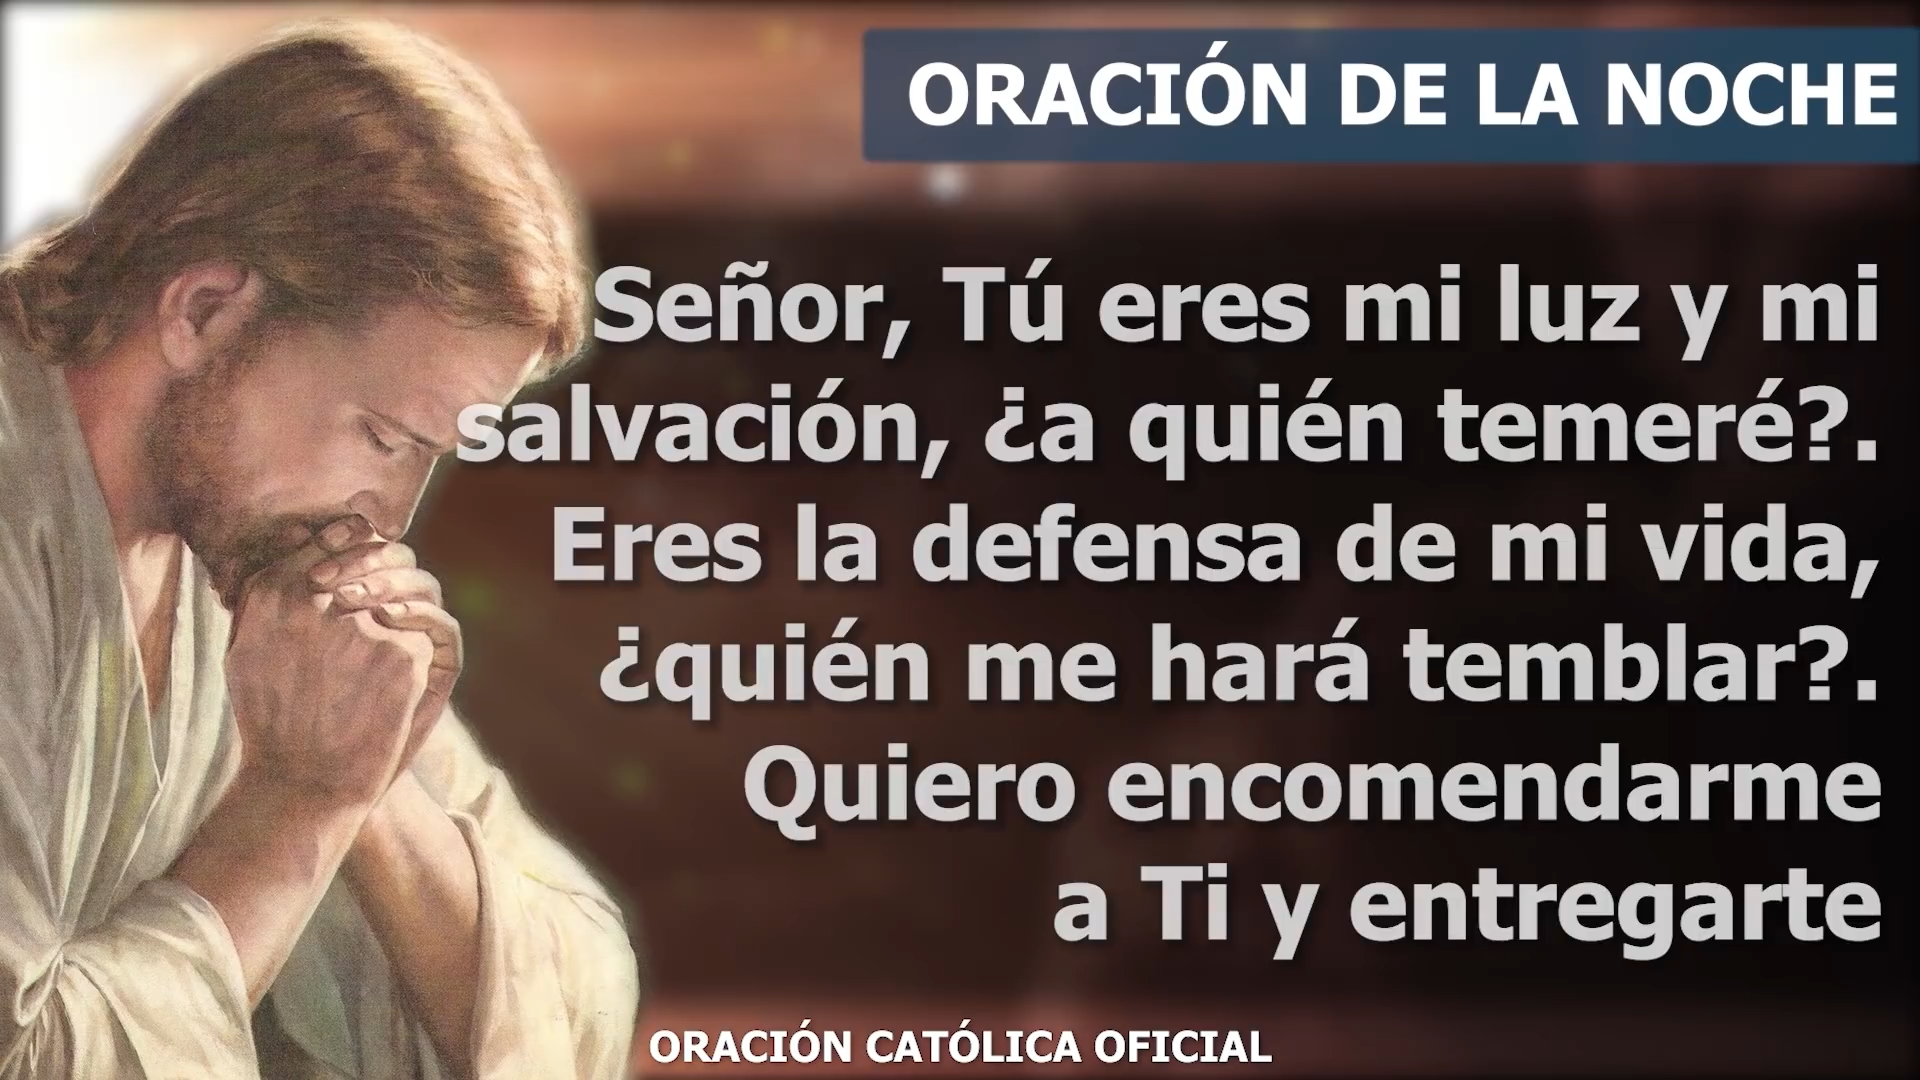 ORACIÓN DE LA NOCHE
Señor, Tú eres mi luz y mi
salvación, ¿a quién temeré?.
Eres la defensa de mi vida,
¿quién me hará temblar?.
Quiero encomendarme
a Ti y entregarte
ORACIÓN CATÓLICA OFICIAL